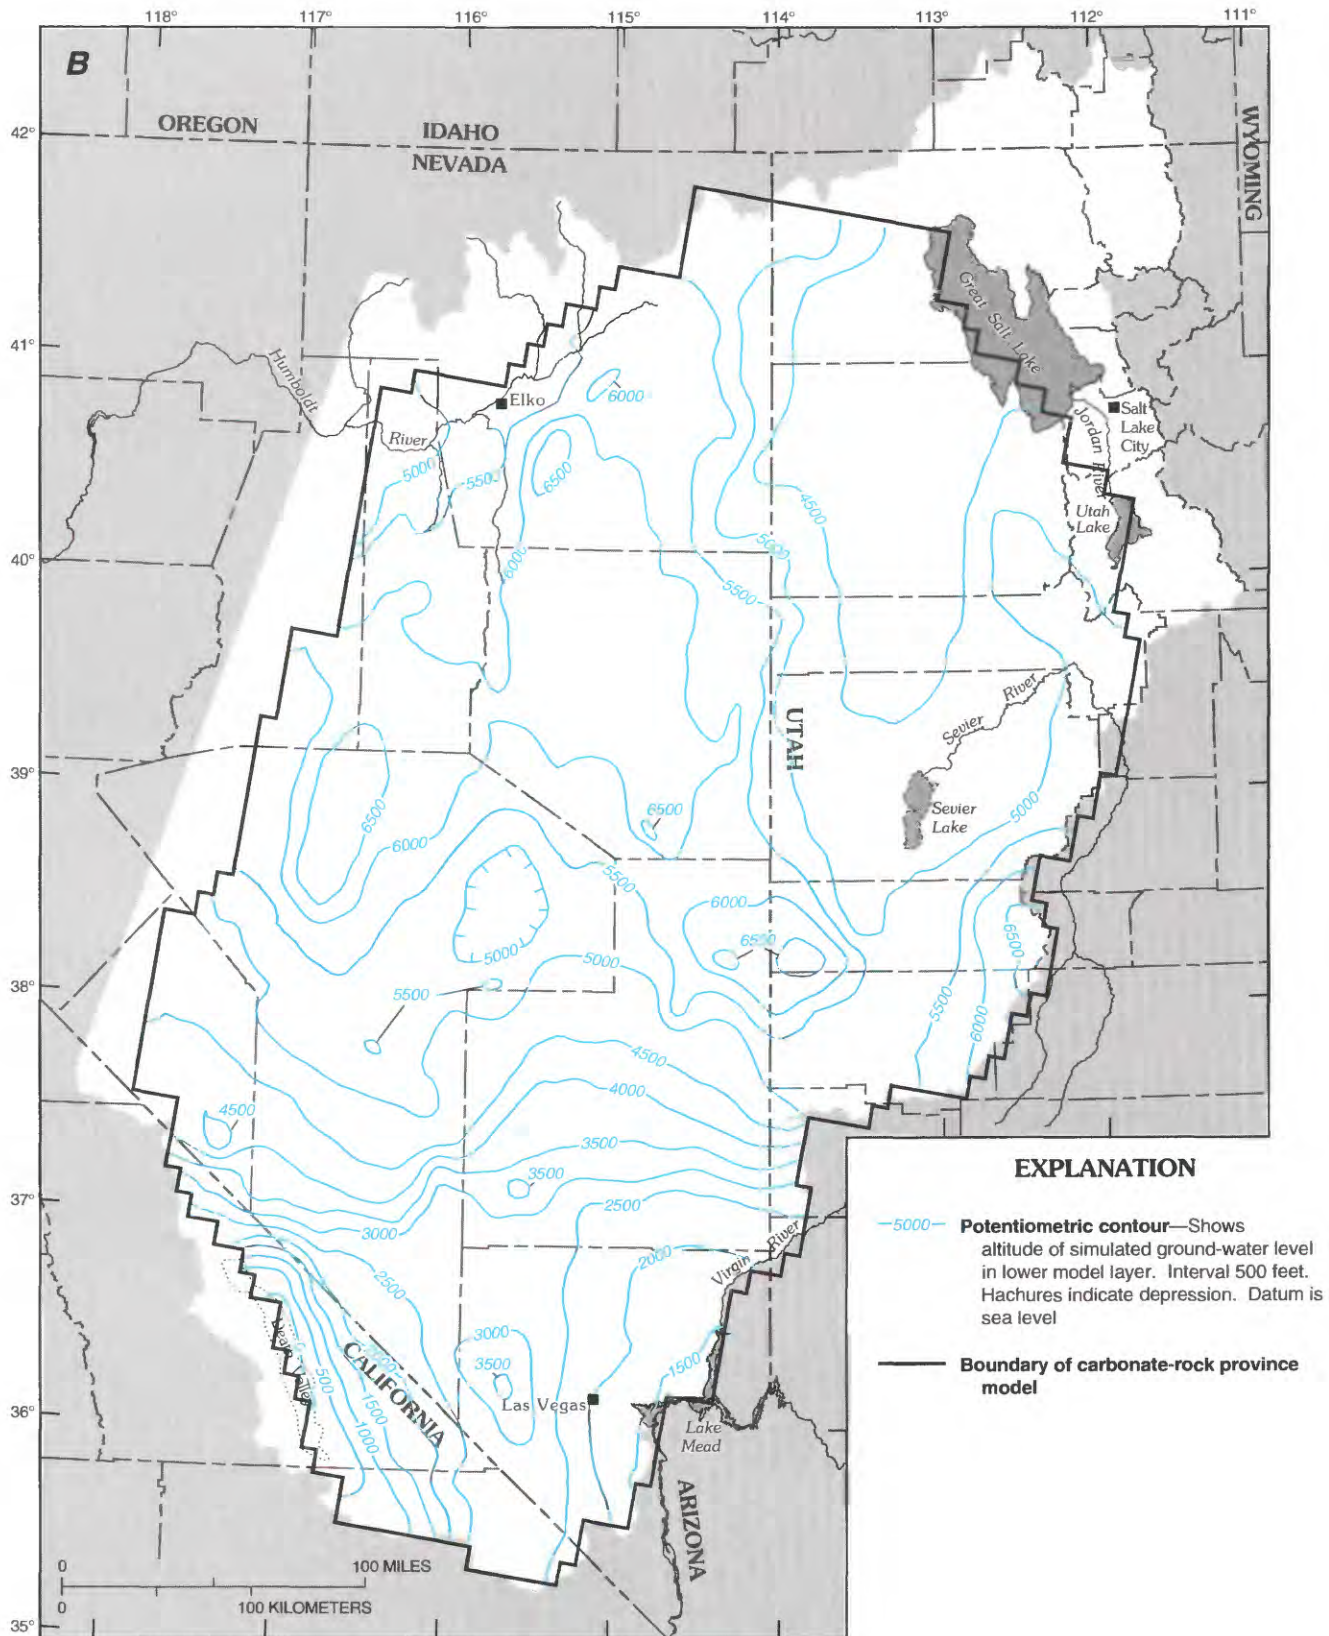 118° 117° 116° 115° 114° 113° 112° 111°
B
42°
OREGON
IDAHO
NEVADA
WYOMING
Great Salt Lake
41°
Humboldt
River
Elko
6000
Salt
Lake
City
Jordan River
5000
5500
6500
4500
Utah
Lake
40°
6000
5000
5500
UTAH
Sevier River
39°
6500
6000
6500
Sevier
Lake
5000
5500
6000
6500
6500
5000
5000
38°
5500
5500
6000
4500
4000
4500
3500
3500
2500
37°
3000
2000
Virgin River
2500
Death Valley
CALIFORNIA
3000
3500
1500
500
1500
1000
Las Vegas
36°
Lake
Mead
ARIZONA
0 100 MILES
0 100 KILOMETERS
35°
EXPLANATION
5000 Potentiometric contour—Shows
altitude of simulated ground-water level
in lower model layer. Interval 500 feet.
Hachures indicate depression. Datum is
sea level
Boundary of carbonate-rock province
model